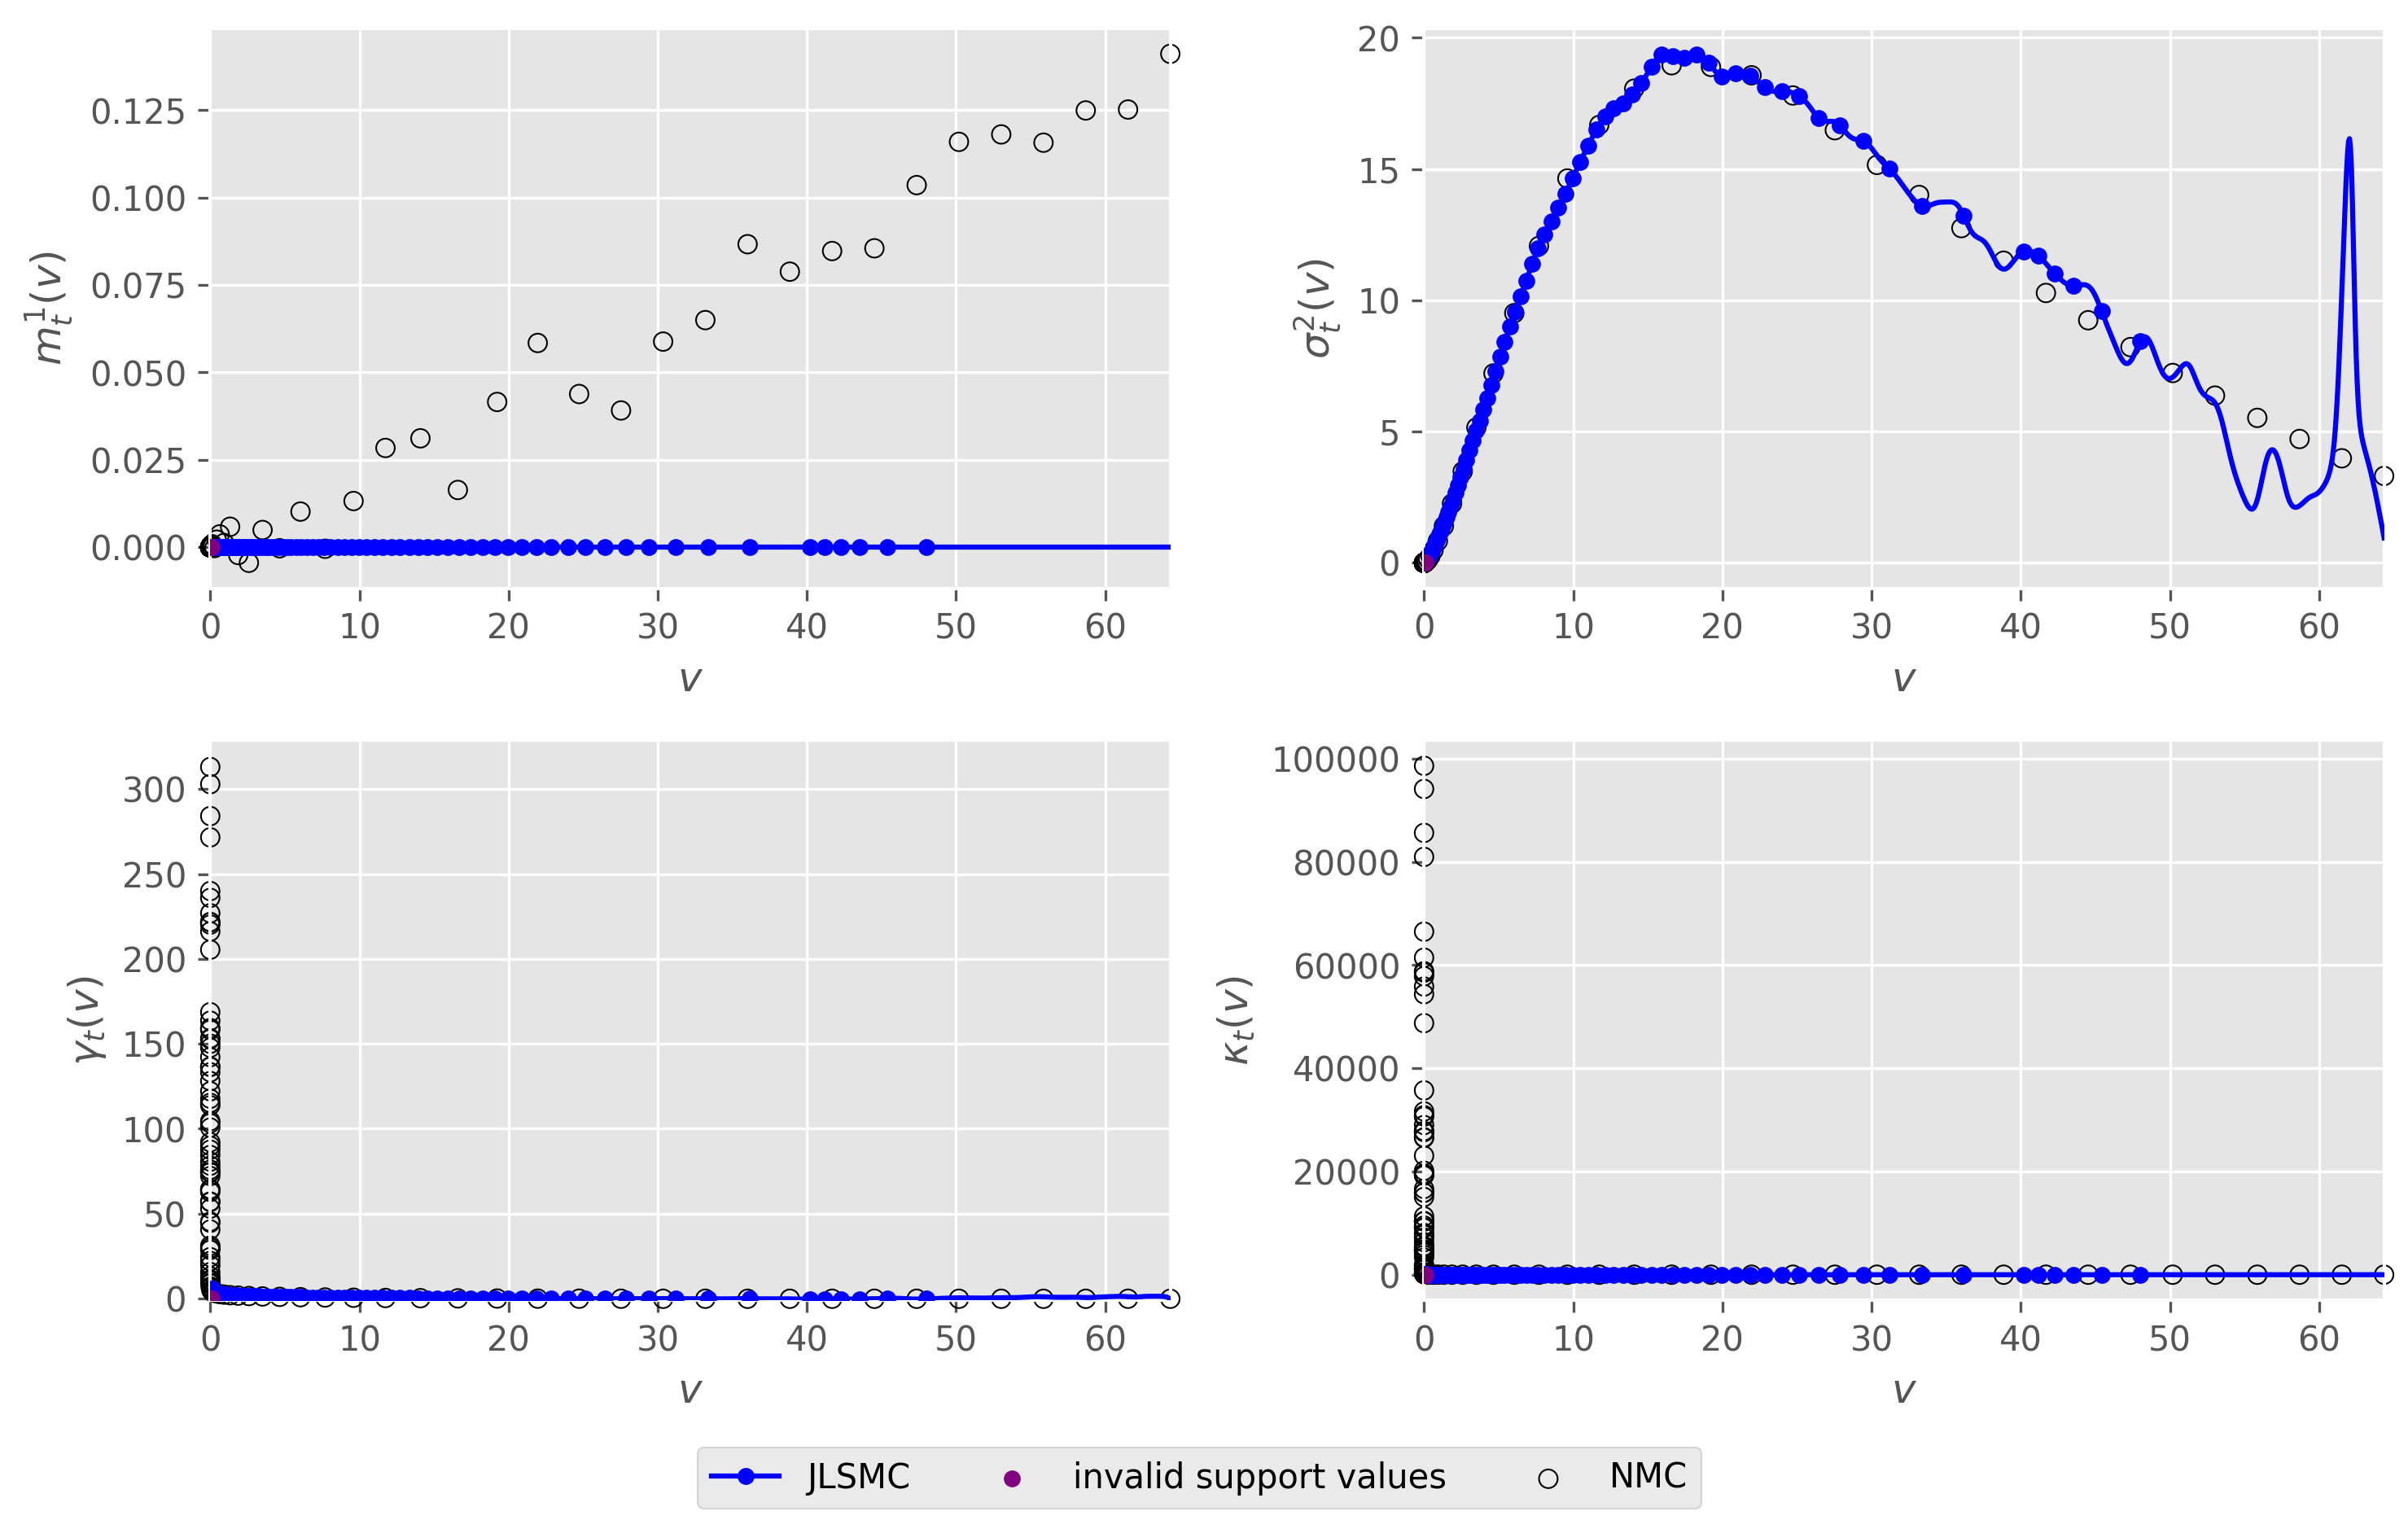 0.125
0.100
0.075
0.050
0.025
0.000
m_t^1(v)
0 10 20 30 40 50 60
v
20
15
10
5
0
σ_t^2(v)
0 10 20 30 40 50 60
v
300
250
200
150
100
50
0
γ_t(v)
0 10 20 30 40 50 60
v
100000
80000
60000
40000
20000
0
κ_t(v)
0 10 20 30 40 50 60
v
JLSMC invalid support values NMC